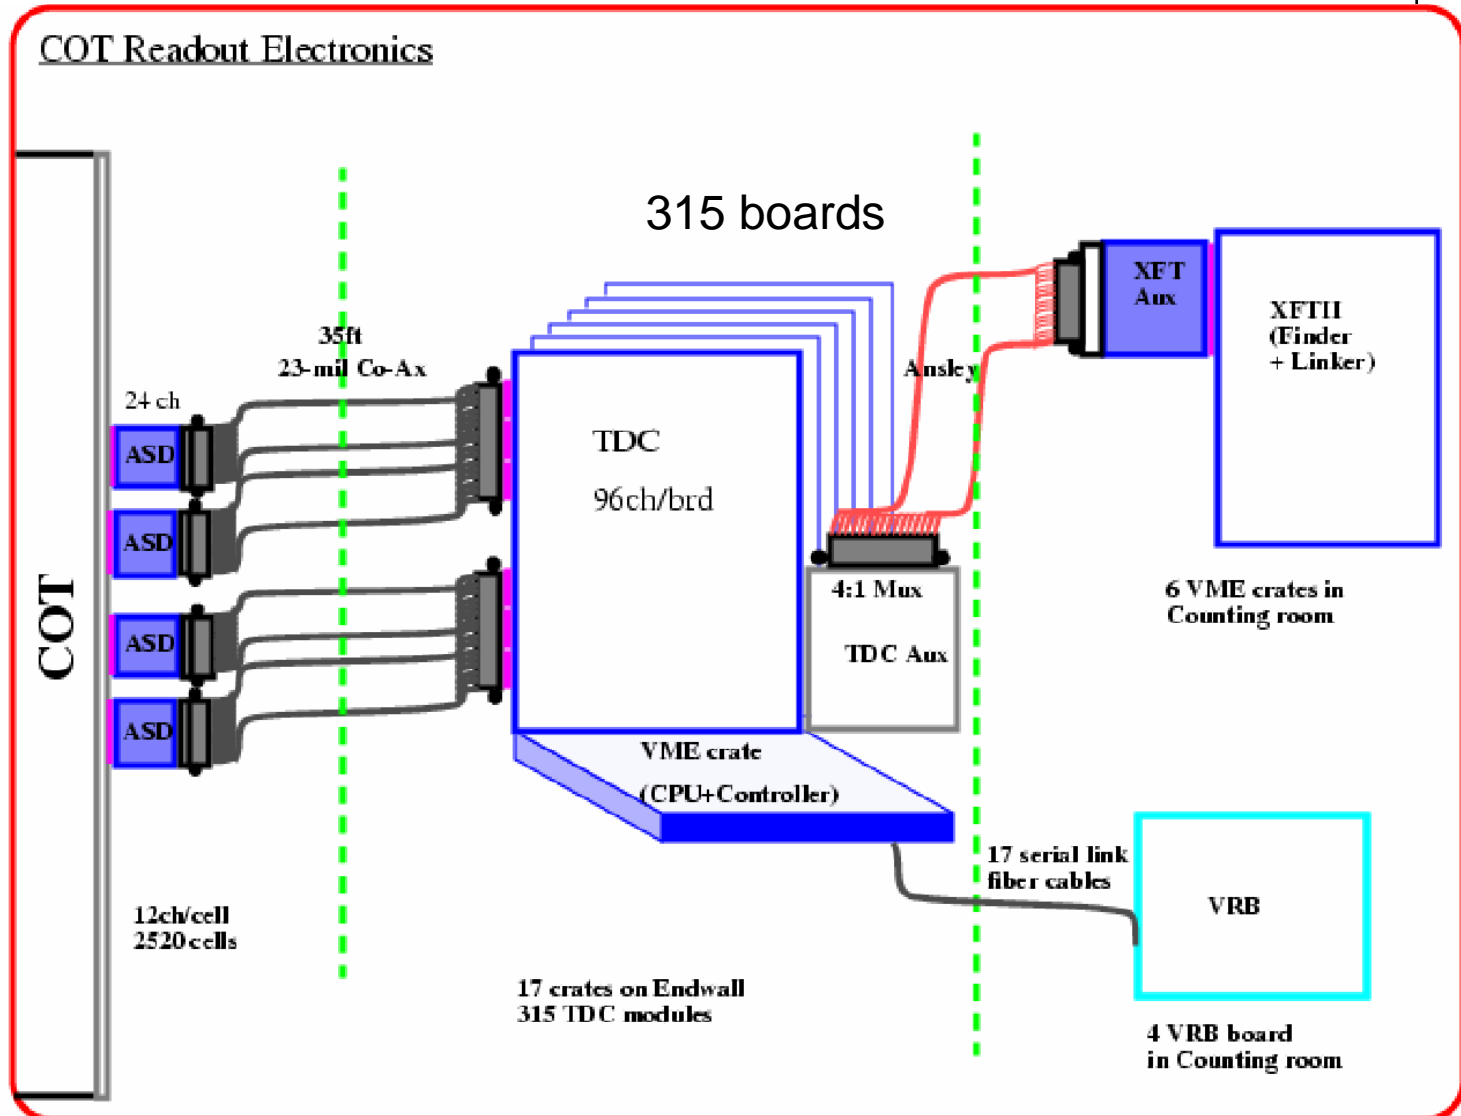 COT Readout Electronics
315 boards
35ft
23-mil Co-Ax
24 ch
ASD
ASD
ASD
ASD
COT
TDC
96ch/brd
Ansley
XFT
Aux
XFTII
(Finder
+ Linker)
4:1 Mux
TDC Aux
6 VME crates in
Counting room
VME crate
(CPU+Controller)
17 serial link
fiber cables
VRB
12ch/cell
2520 cells
17 crates on Endwall
315 TDC modules
4 VRB board
in Counting room